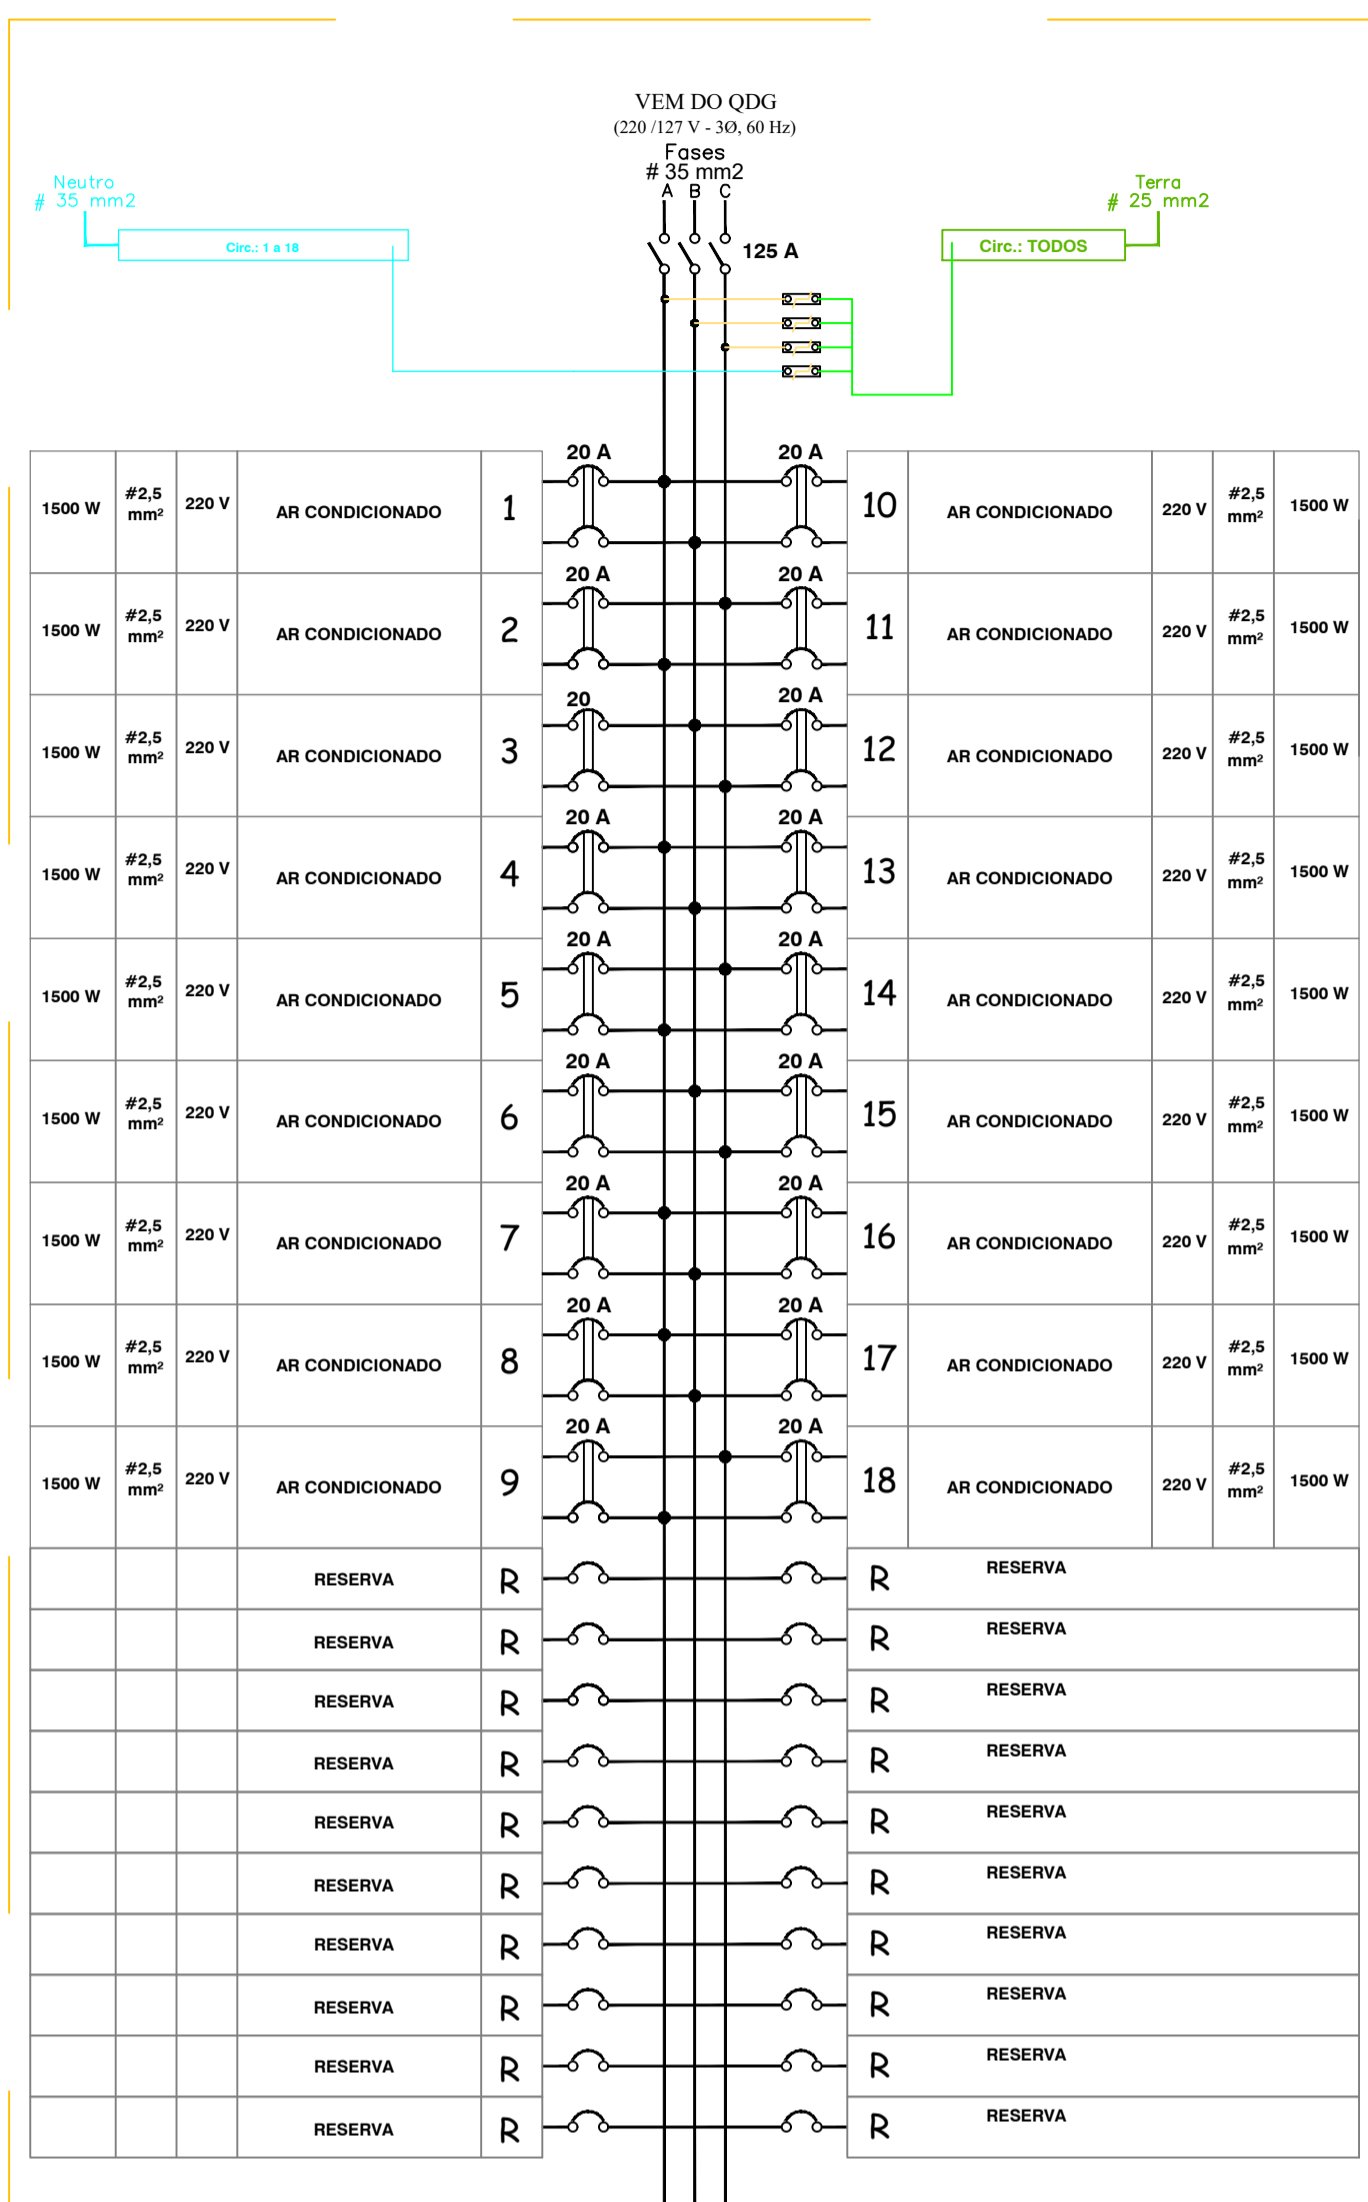 VEM DO QDG
(220 /127 V - 3Ø, 60 Hz)
Fases
# 35 mm2
A B C
125 A
Neutro
# 35 mm2
Circ.: 1 a 18
Terra
# 25 mm2
Circ.: TODOS
1500 W #2,5 mm² 220 V AR CONDICIONADO 1 20 A 20 A 10 AR CONDICIONADO 220 V #2,5 mm² 1500 W
1500 W #2,5 mm² 220 V AR CONDICIONADO 2 20 A 20 A 11 AR CONDICIONADO 220 V #2,5 mm² 1500 W
1500 W #2,5 mm² 220 V AR CONDICIONADO 3 20 20 A 12 AR CONDICIONADO 220 V #2,5 mm² 1500 W
1500 W #2,5 mm² 220 V AR CONDICIONADO 4 20 A 20 A 13 AR CONDICIONADO 220 V #2,5 mm² 1500 W
1500 W #2,5 mm² 220 V AR CONDICIONADO 5 20 A 20 A 14 AR CONDICIONADO 220 V #2,5 mm² 1500 W
1500 W #2,5 mm² 220 V AR CONDICIONADO 6 20 A 20 A 15 AR CONDICIONADO 220 V #2,5 mm² 1500 W
1500 W #2,5 mm² 220 V AR CONDICIONADO 7 20 A 20 A 16 AR CONDICIONADO 220 V #2,5 mm² 1500 W
1500 W #2,5 mm² 220 V AR CONDICIONADO 8 20 A 20 A 17 AR CONDICIONADO 220 V #2,5 mm² 1500 W
1500 W #2,5 mm² 220 V AR CONDICIONADO 9 20 A 20 A 18 AR CONDICIONADO 220 V #2,5 mm² 1500 W
RESERVA R R RESERVA
RESERVA R R RESERVA
RESERVA R R RESERVA
RESERVA R R RESERVA
RESERVA R R RESERVA
RESERVA R R RESERVA
RESERVA R R RESERVA
RESERVA R R RESERVA
RESERVA R R RESERVA
RESERVA R R RESERVA